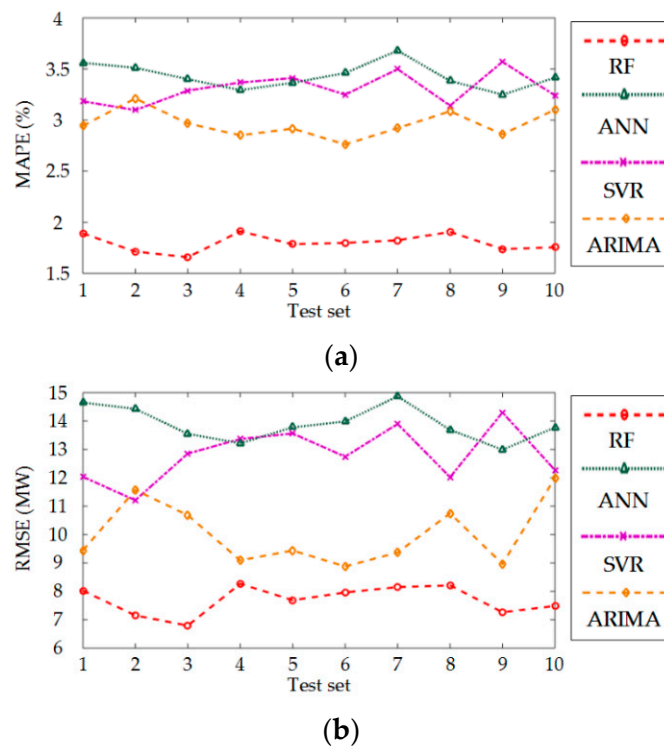 4
3.5
3
2.5
2
1.5
MAPE (%)
1 2 3 4 5 6 7 8 9 10
Test set
RF
ANN
SVR
ARIMA
(a)
15
14
13
12
11
10
9
8
7
6
RMSE (MW)
1 2 3 4 5 6 7 8 9 10
Test set
RF
ANN
SVR
ARIMA
(b)